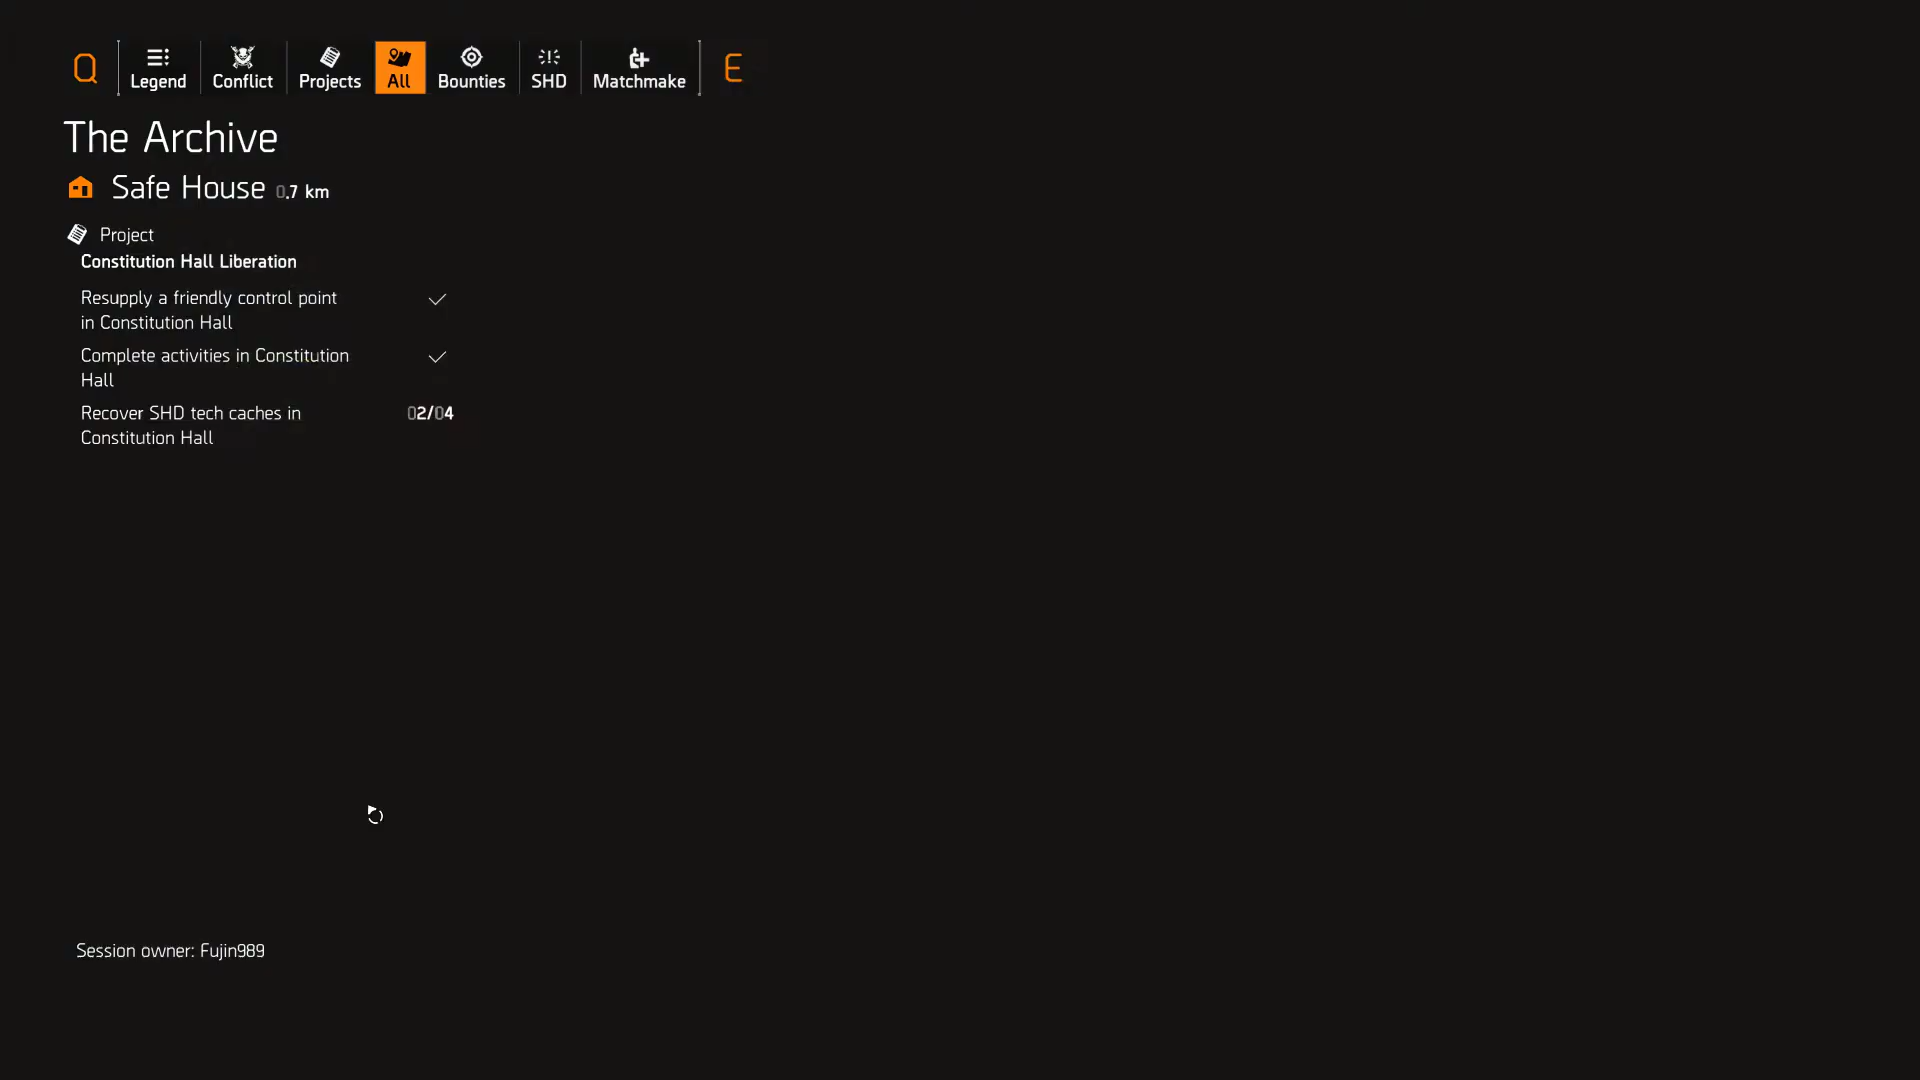 Q Legend Conflict Projects All Bounties SHD Matchmake E
The Archive
Safe House 0.7 km
Project
Constitution Hall Liberation
Resupply a friendly control point
in Constitution Hall
Complete activities in Constitution
Hall
Recover SHD tech caches in 02/04
Constitution Hall
Session owner: Fujin989